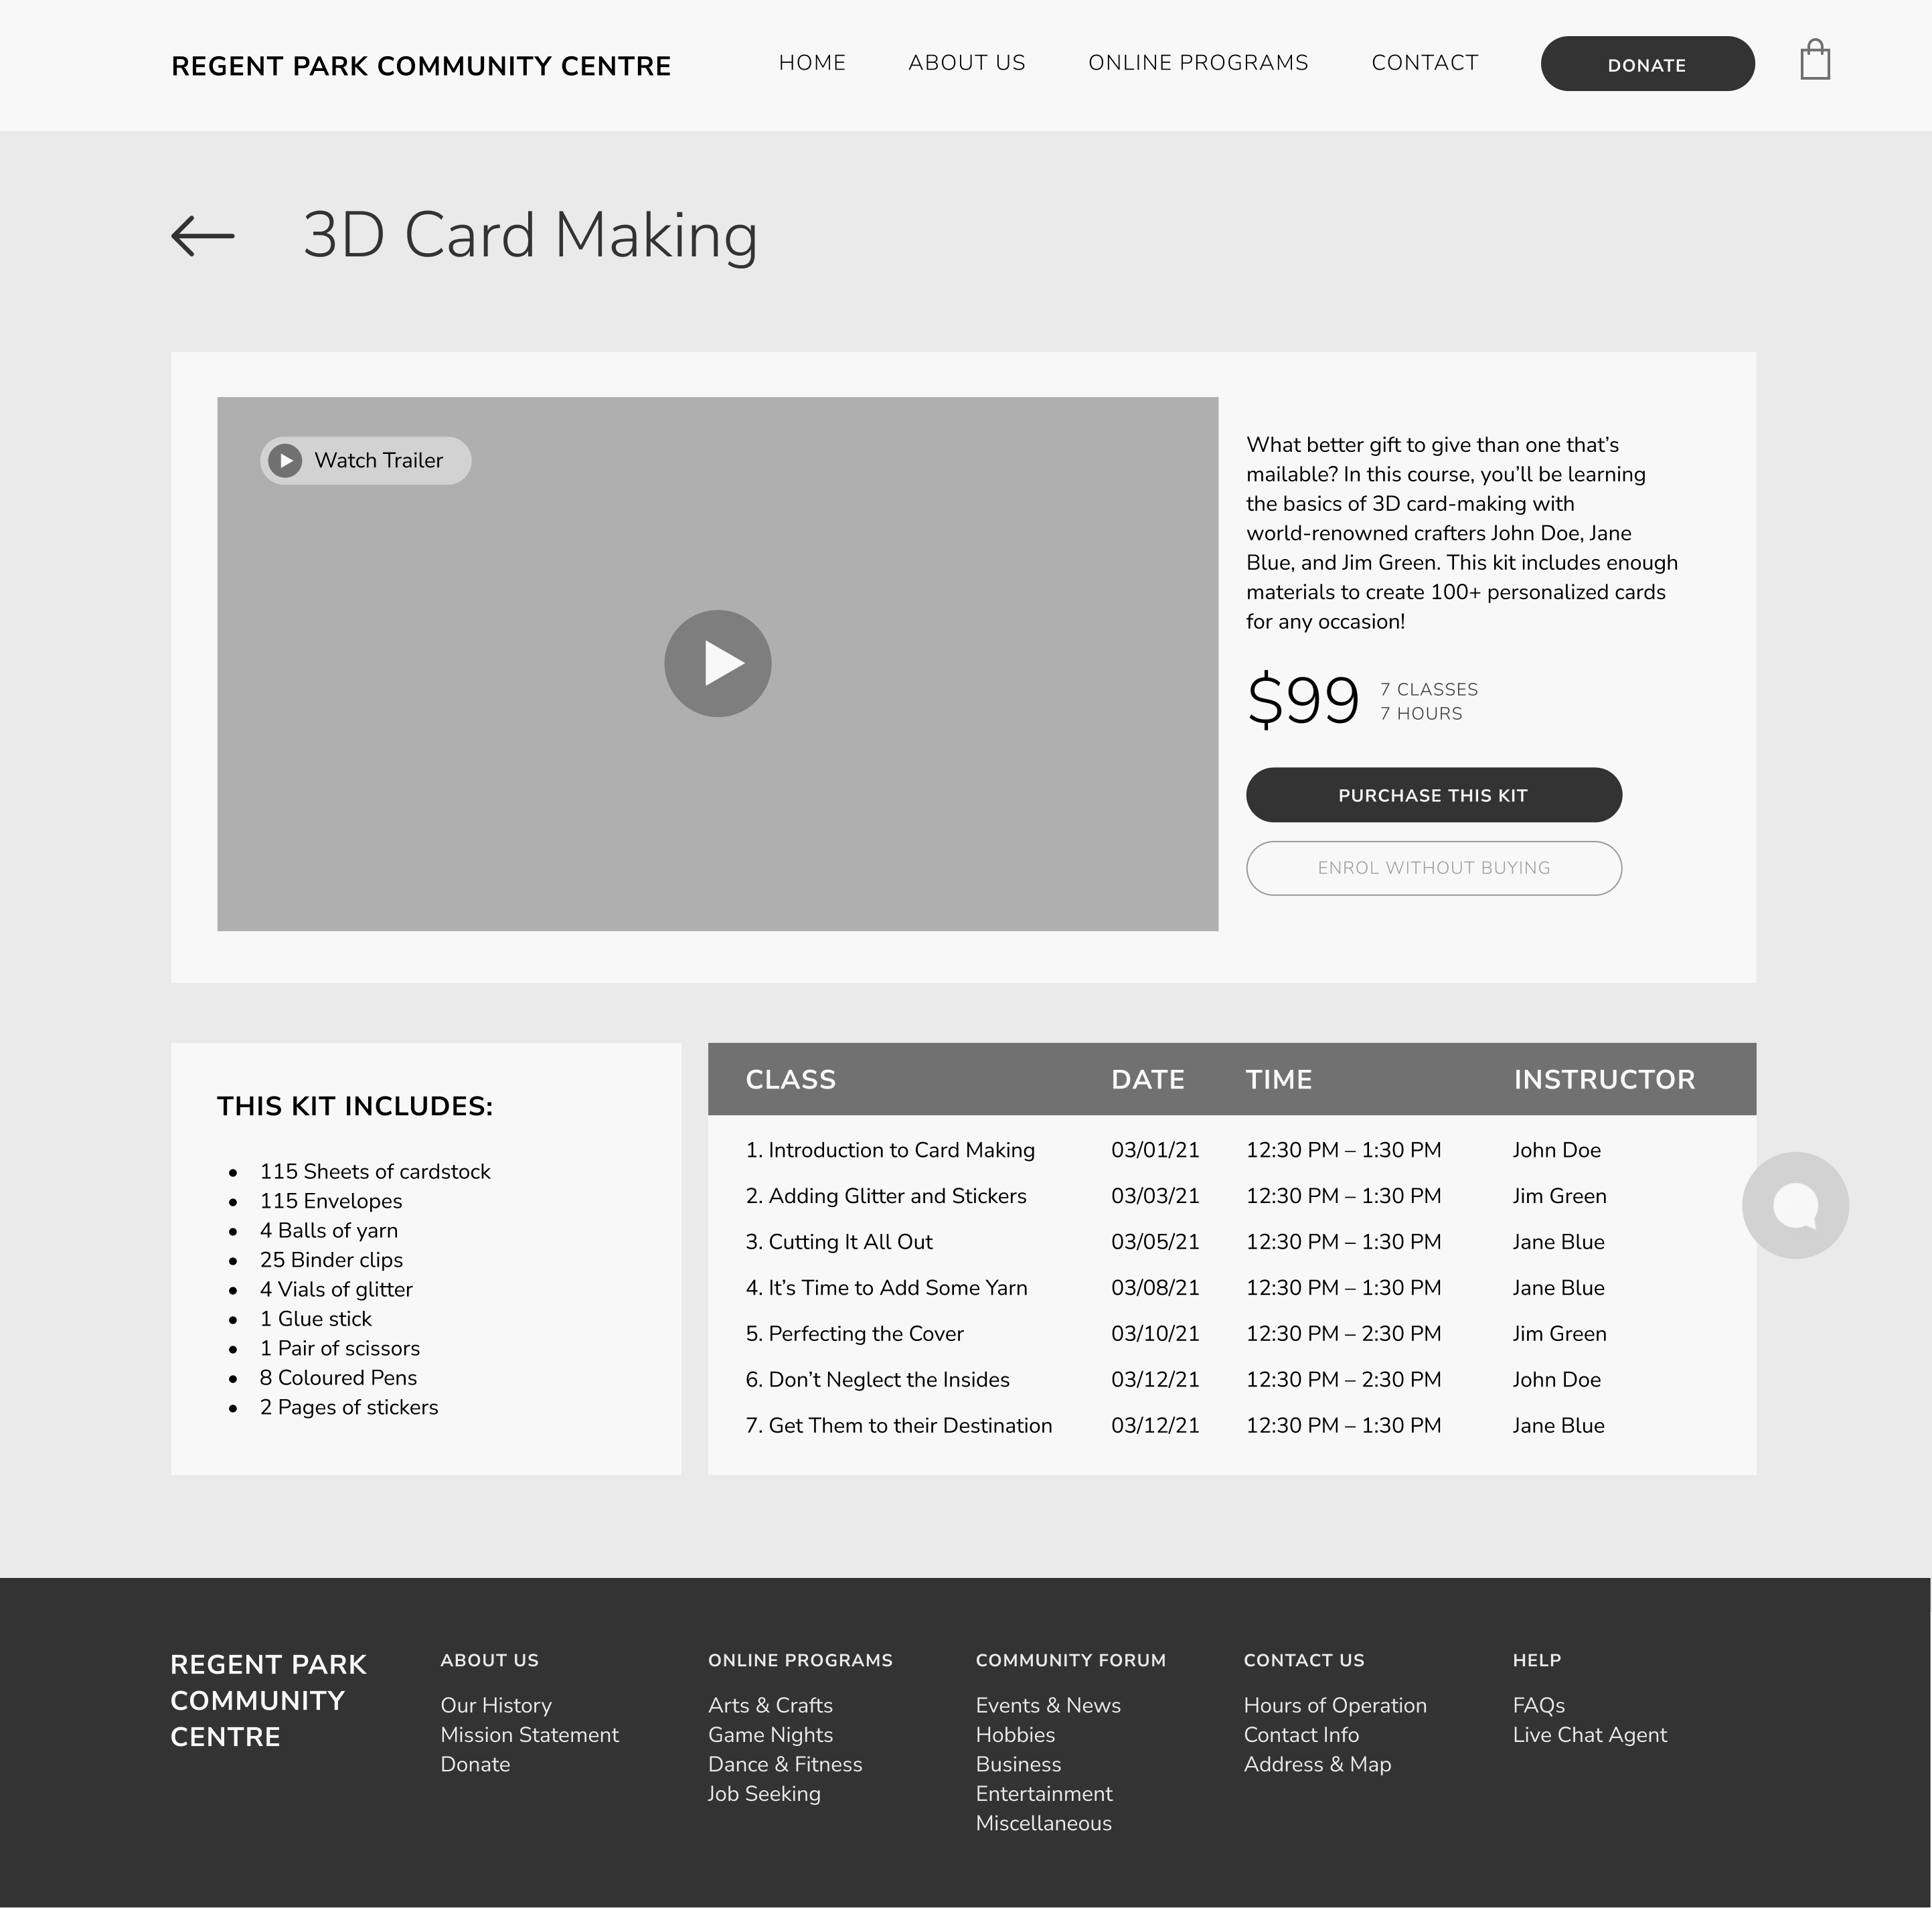 REGENT PARK COMMUNITY CENTRE
HOME
ABOUT US
ONLINE PROGRAMS
CONTACT
DONATE
3D Card Making
Watch Trailer
What better gift to give than one that’s
mailable? In this course, you’ll be learning
the basics of 3D card-making with
world-renowned crafters John Doe, Jane
Blue, and Jim Green. This kit includes enough
materials to create 100+ personalized cards
for any occasion!
$99
7 CLASSES
7 HOURS
PURCHASE THIS KIT
ENROL WITHOUT BUYING
THIS KIT INCLUDES:
• 115 Sheets of cardstock
• 115 Envelopes
• 4 Balls of yarn
• 25 Binder clips
• 4 Vials of glitter
• 1 Glue stick
• 1 Pair of scissors
• 8 Coloured Pens
• 2 Pages of stickers
CLASS DATE TIME INSTRUCTOR
1. Introduction to Card Making 03/01/21 12:30 PM – 1:30 PM John Doe
2. Adding Glitter and Stickers 03/03/21 12:30 PM – 1:30 PM Jim Green
3. Cutting It All Out 03/05/21 12:30 PM – 1:30 PM Jane Blue
4. It’s Time to Add Some Yarn 03/08/21 12:30 PM – 1:30 PM Jane Blue
5. Perfecting the Cover 03/10/21 12:30 PM – 2:30 PM Jim Green
6. Don’t Neglect the Insides 03/12/21 12:30 PM – 2:30 PM John Doe
7. Get Them to their Destination 03/12/21 12:30 PM – 1:30 PM Jane Blue
REGENT PARK
COMMUNITY
CENTRE
ABOUT US
Our History
Mission Statement
Donate
ONLINE PROGRAMS
Arts & Crafts
Game Nights
Dance & Fitness
Job Seeking
COMMUNITY FORUM
Events & News
Hobbies
Business
Entertainment
Miscellaneous
CONTACT US
Hours of Operation
Contact Info
Address & Map
HELP
FAQs
Live Chat Agent